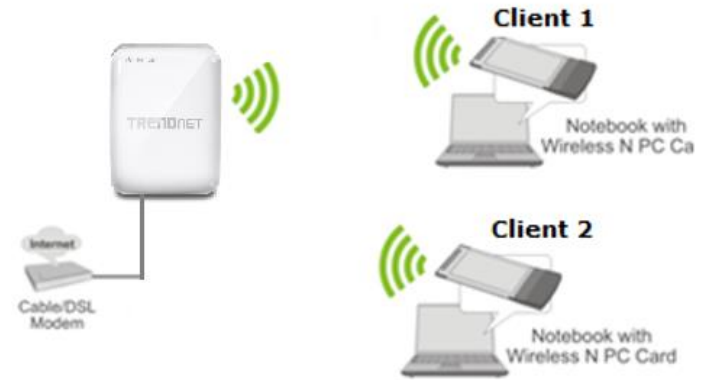 Client 1
TRENDNET
Notebook with
Wireless N PC Ca
Internet
Cable/DSL
Modem
Client 2
Notebook with
Wireless N PC Card